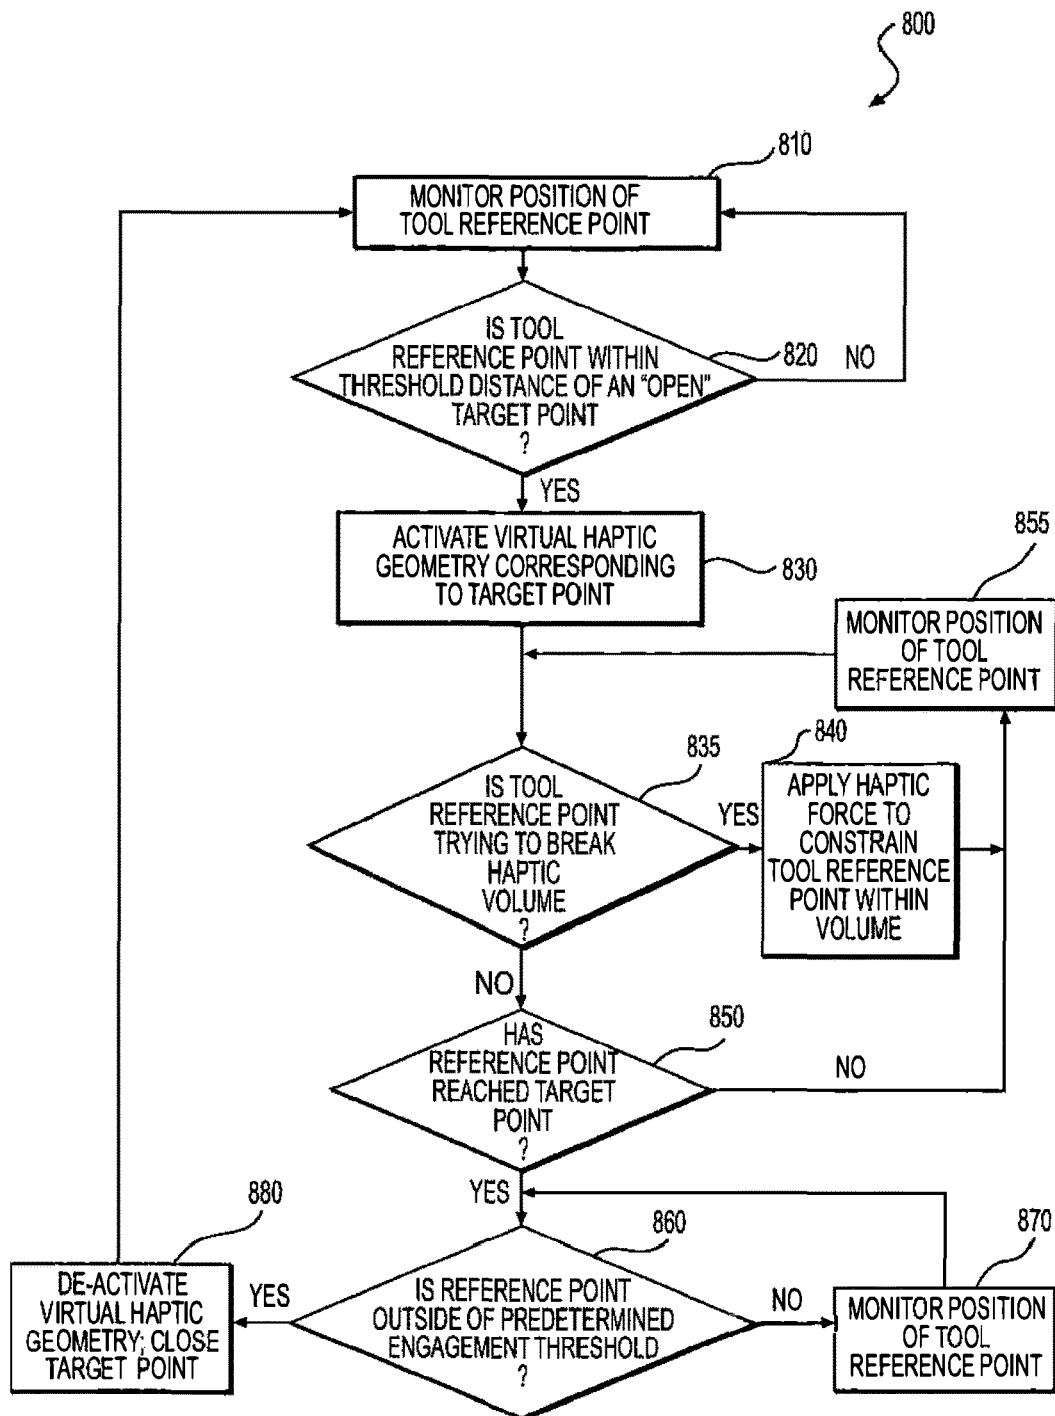 800
810
MONITOR POSITION OF
TOOL REFERENCE POINT
IS TOOL
REFERENCE POINT WITHIN
THRESHOLD DISTANCE OF AN "OPEN"
TARGET POINT
?
820
NO
YES
ACTIVATE VIRTUAL HAPTIC
GEOMETRY CORRESPONDING
TO TARGET POINT
830
855
MONITOR POSITION
OF TOOL
REFERENCE POINT
835
840
IS TOOL
REFERENCE POINT
TRYING TO BREAK
HAPTIC
VOLUME
?
YES
APPLY HAPTIC
FORCE TO
CONSTRAIN
TOOL REFERENCE
POINT WITHIN
VOLUME
NO
850
HAS
REFERENCE POINT
REACHED TARGET
POINT
?
NO
YES
880
860
870
DE-ACTIVATE
VIRTUAL HAPTIC
GEOMETRY; CLOSE
TARGET POINT
YES
IS REFERENCE POINT
OUTSIDE OF PREDETERMINED
ENGAGEMENT THRESHOLD
?
NO
MONITOR POSITION
OF TOOL
REFERENCE POINT